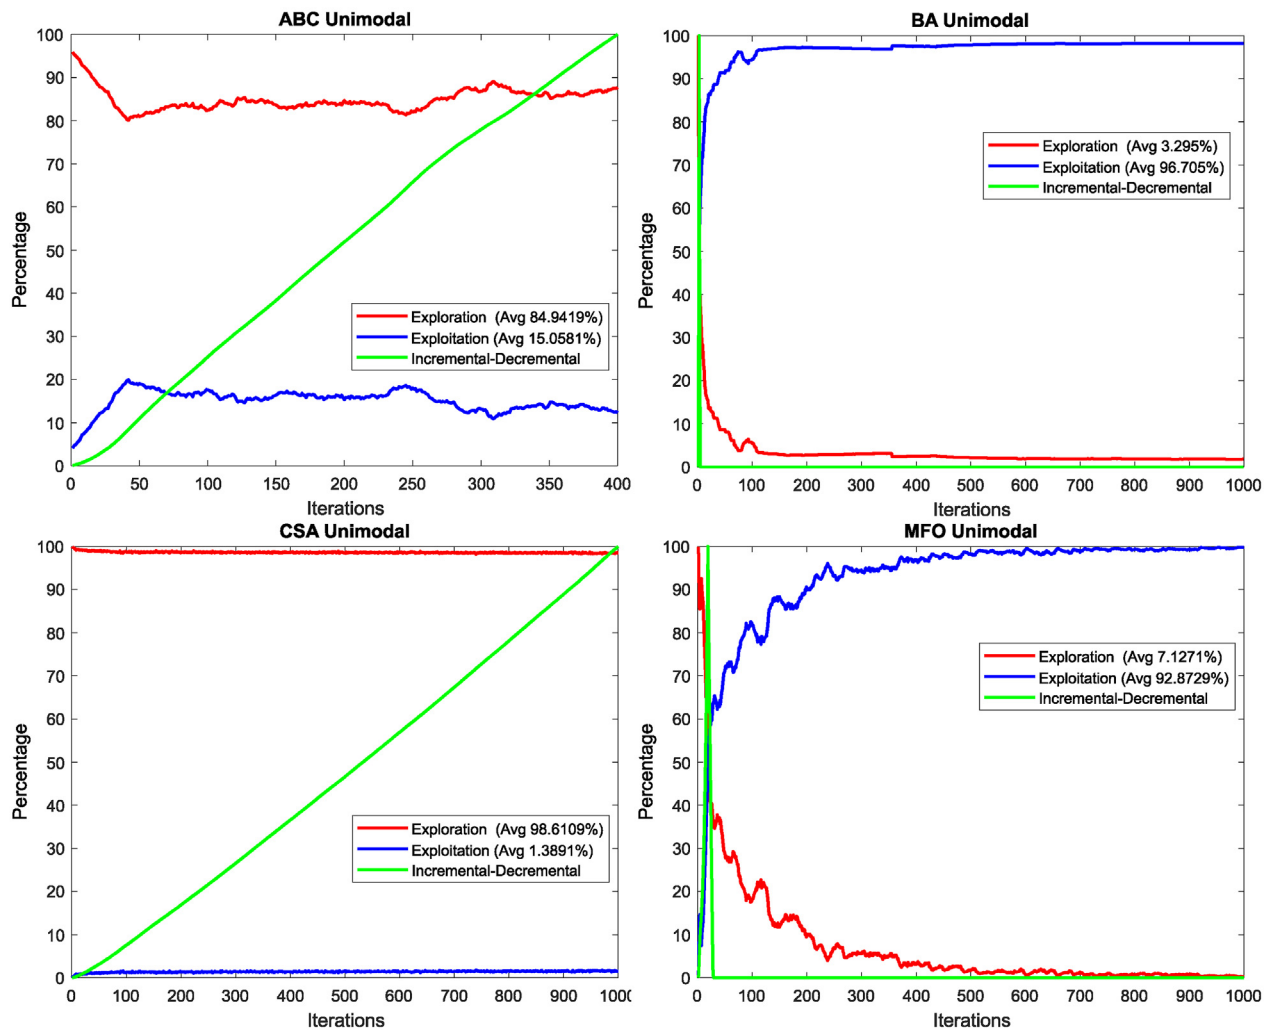 ABC Unimodal
100
90
80
70
60
50
40
30
20
10
0
Percentage
Exploration (Avg 84.9419%)
Exploitation (Avg 15.0581%)
Incremental-Decremental
0 50 100 150 200 250 300 350 400
Iterations
BA Unimodal
100
90
80
70
60
50
40
30
20
10
0
Percentage
Exploration (Avg 3.295%)
Exploitation (Avg 96.705%)
Incremental-Decremental
0 100 200 300 400 500 600 700 800 900 1000
Iterations
CSA Unimodal
100
90
80
70
60
50
40
30
20
10
0
Percentage
Exploration (Avg 98.6109%)
Exploitation (Avg 1.3891%)
Incremental-Decremental
0 100 200 300 400 500 600 700 800 900 1000
Iterations
MFO Unimodal
100
90
80
70
60
50
40
30
20
10
0
Percentage
Exploration (Avg 7.1271%)
Exploitation (Avg 92.8729%)
Incremental-Decremental
0 100 200 300 400 500 600 700 800 900 1000
Iterations